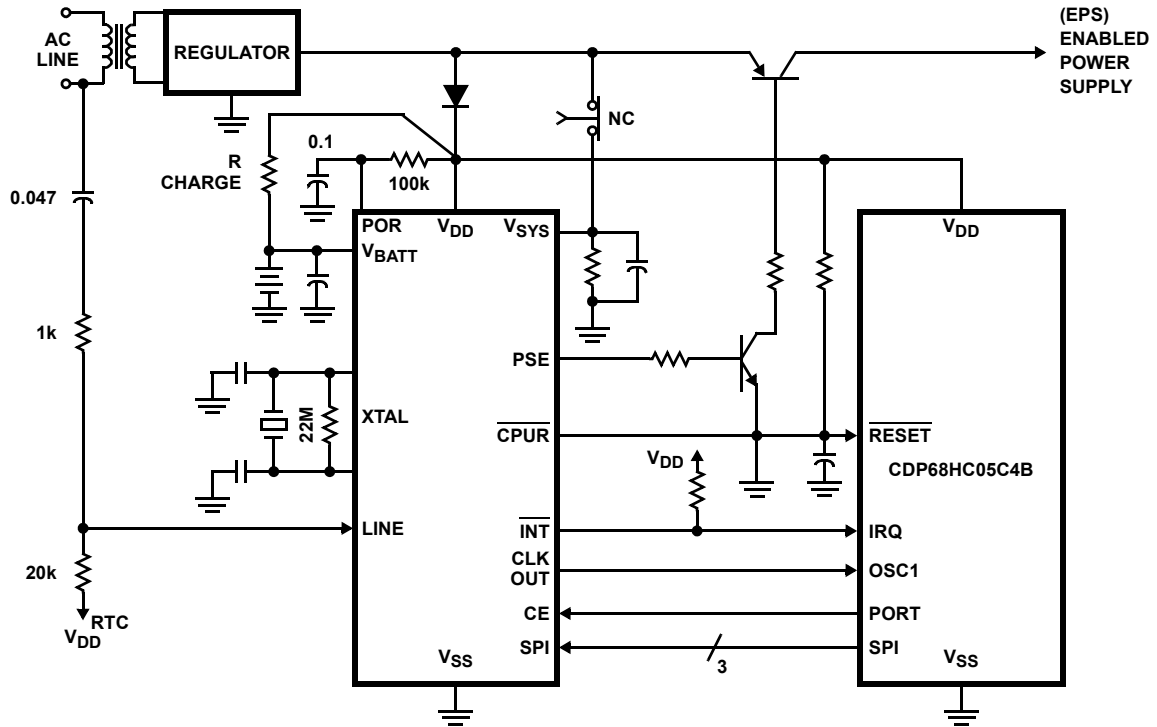 AC
LINE
REGULATOR
(EPS)
ENABLED
POWER
SUPPLY
NC
R
CHARGE
0.1
100k
0.047
POR
VDD
VSYS
VBATT
VDD
1k
PSE
XTAL
22M
CPUR
RESET
VDD
CDP68HC05C4B
LINE
INT
IRQ
20k
CLK
OUT
OSC1
CE
PORT
RTC
VDD
SPI
3
SPI
VSS
VSS